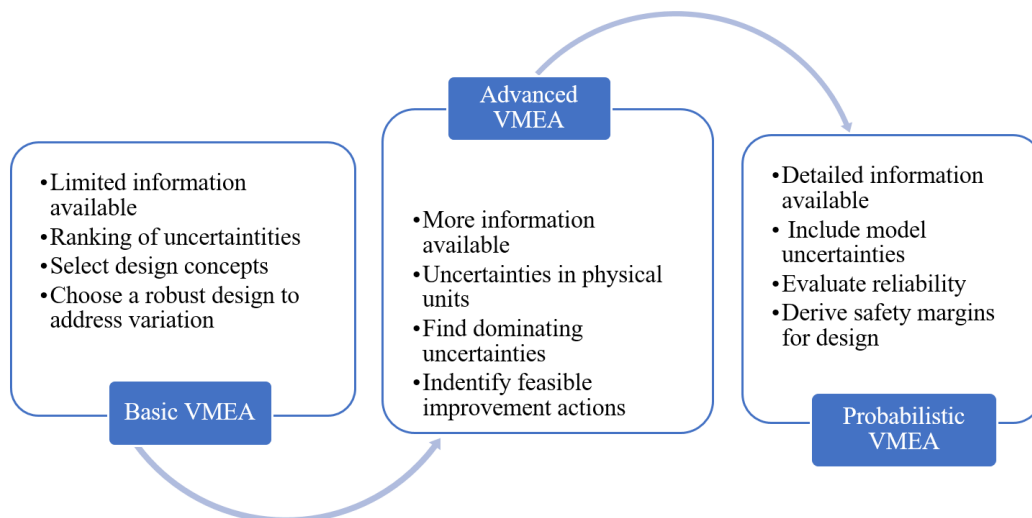 •Limited information
available
•Ranking of uncertaintities
•Select design concepts
•Choose a robust design to
address variation
Basic VMEA
Advanced
VMEA
•More information
available
•Uncertainties in physical
units
•Find dominating
uncertainties
•Indentify feasible
improvement actions
•Detailed information
available
• Include model
uncertainties
•Evaluate reliability
•Derive safety margins
for design
Probabilistic
VMEA